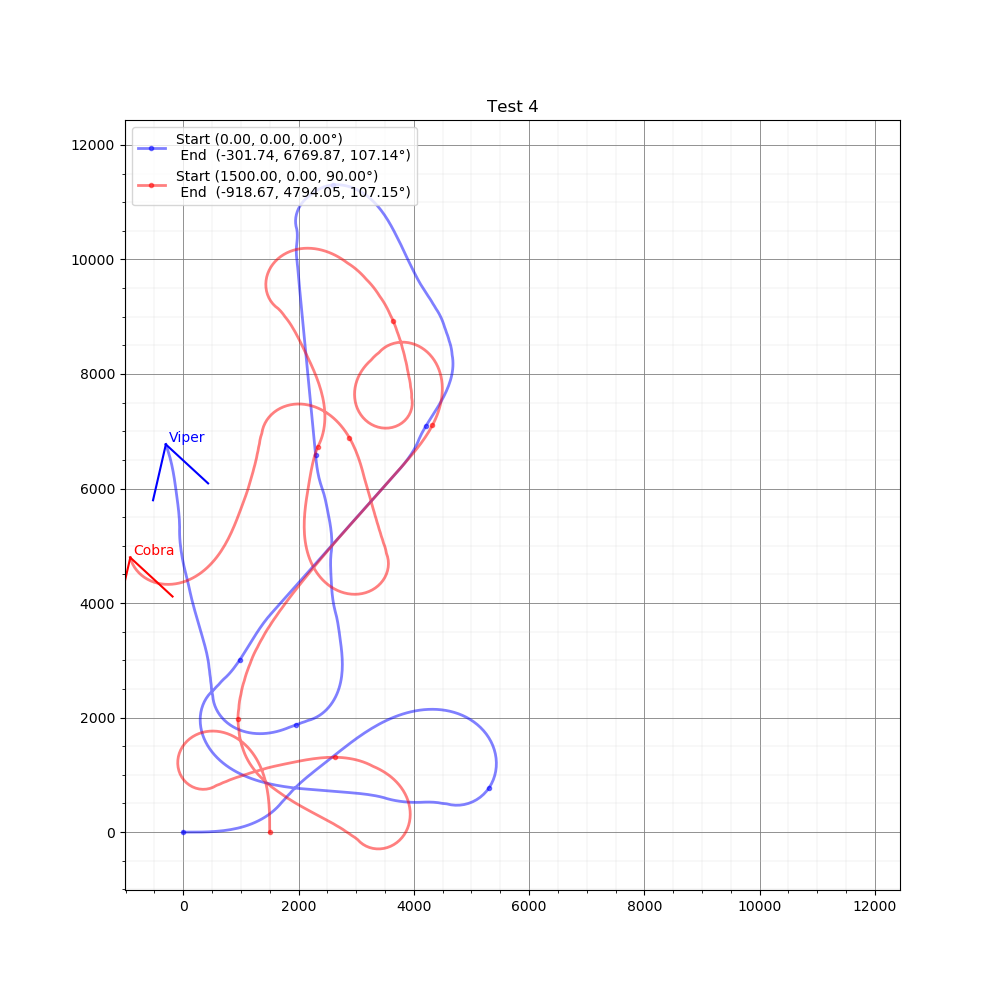 Test 4
Start (0.00, 0.00, 0.00°)
End (-301.74, 6769.87, 107.14°)
Start (1500.00, 0.00, 90.00°)
End (-918.67, 4794.05, 107.15°)
12000
10000
8000
6000
4000
2000
0
Viper
Cobra
0 2000 4000 6000 8000 10000 12000